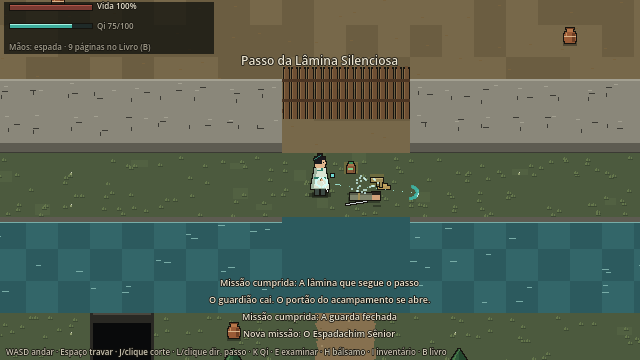 Vida 100%
Qi 75/100
Mãos: espada · 9 páginas no Livro (B)
Passo da Lâmina Silenciosa
Missão cumprida: A lâmina que segue o passo.
O guardião cai. O portão do acampamento se abre.
Missão cumprida: A guarda fechada
Nova missão: O Espadachim Senior
WASD andar · Espaço travar · J/clique corte · L/clique dir. passo · K Qi · E examinar · H bálsamo · I inventário · B livro